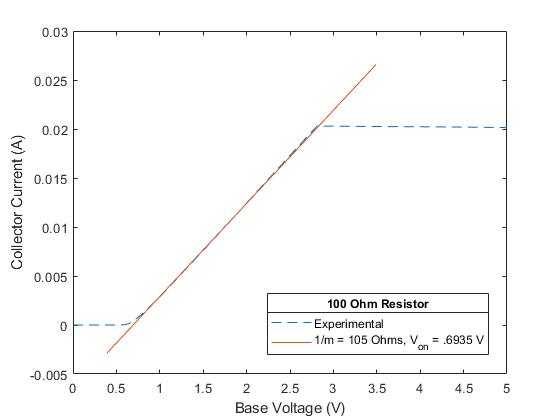 0.03
0.025
0.02
0.015
0.01
0.005
0
-0.005
Collector Current (A)
100 Ohm Resistor
Experimental
1/m = 105 Ohms, Von = .6935 V
0 0.5 1 1.5 2 2.5 3 3.5 4 4.5 5
Base Voltage (V)